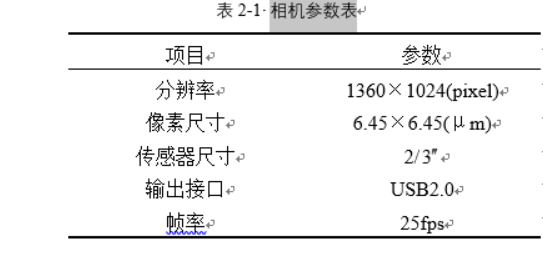 表 2-1 相机参数表
项目 参数
分辨率 1360×1024(pixel)
像素尺寸 6.45×6.45(μm)
传感器尺寸 2/3″
输出接口 USB2.0
帧率 25fps